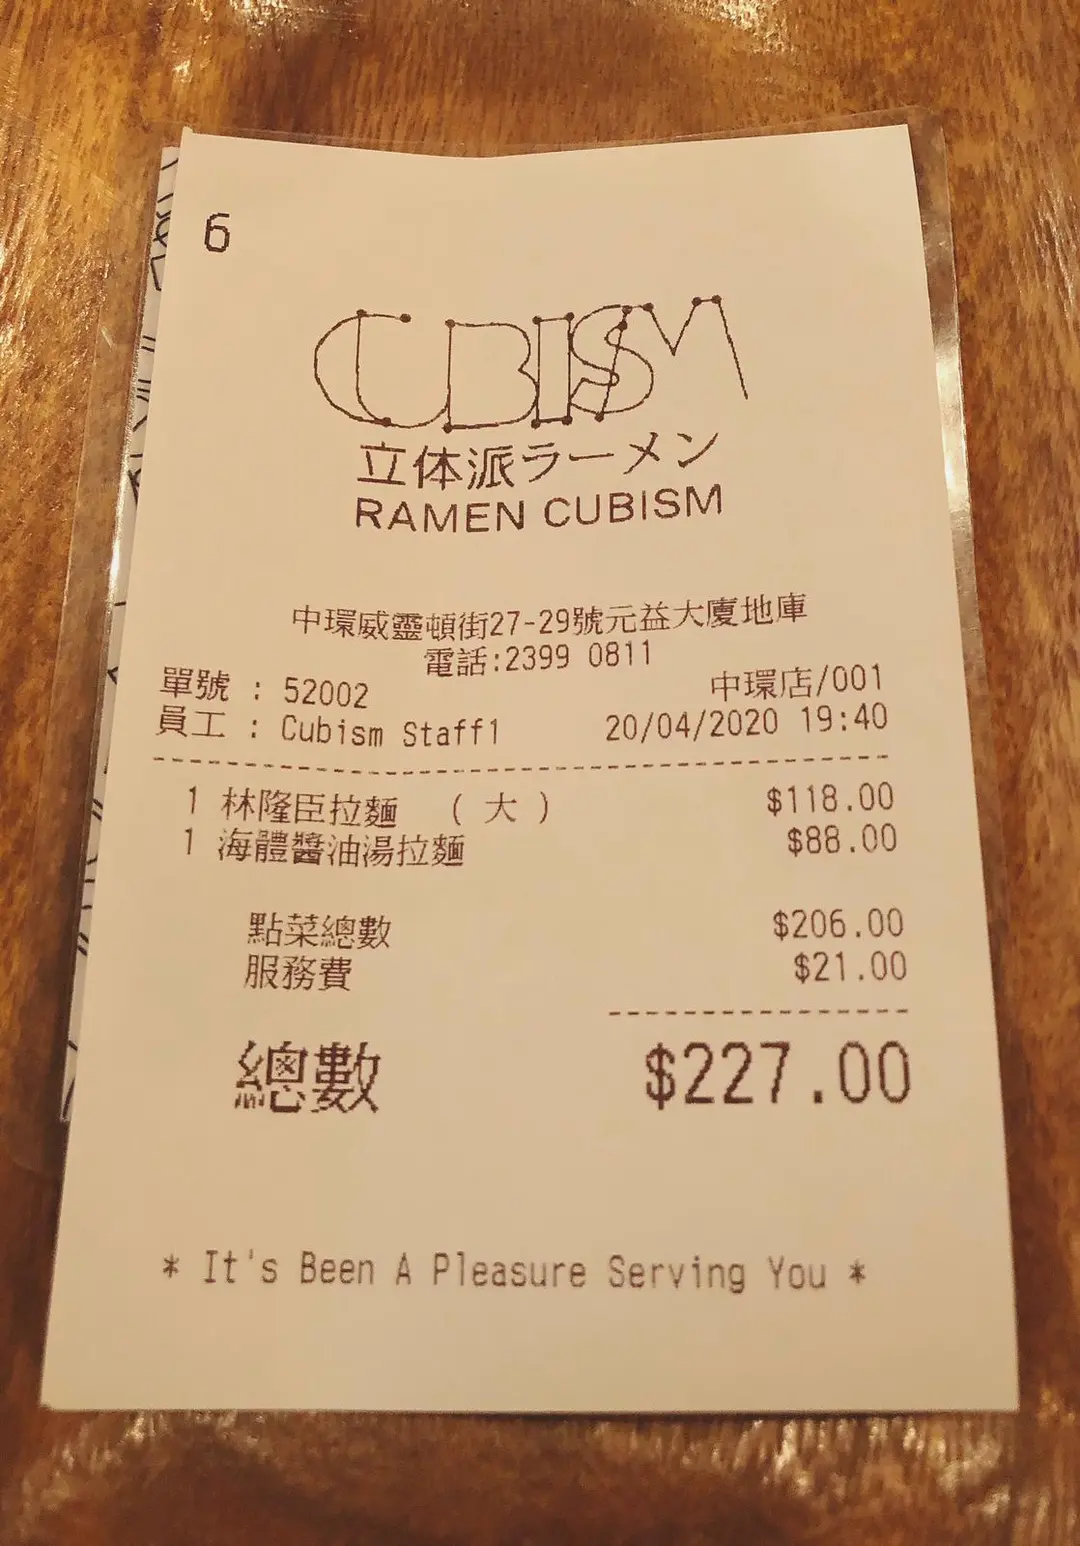 6
CUBISM
立体派ラーメン
RAMEN CUBISM
中環威靈頓街27-29號元益大廈地庫
電話:2399 0811
單號 : 52002 中環店/001
員工 : Cubism Staff1 20/04/2020 19:40
1 林隆臣拉麵 (大) $118.00
1 海體醬油湯拉麵 $88.00
點菜總數 $206.00
服務費 $21.00
總數 $227.00
* It's Been A Pleasure Serving You *